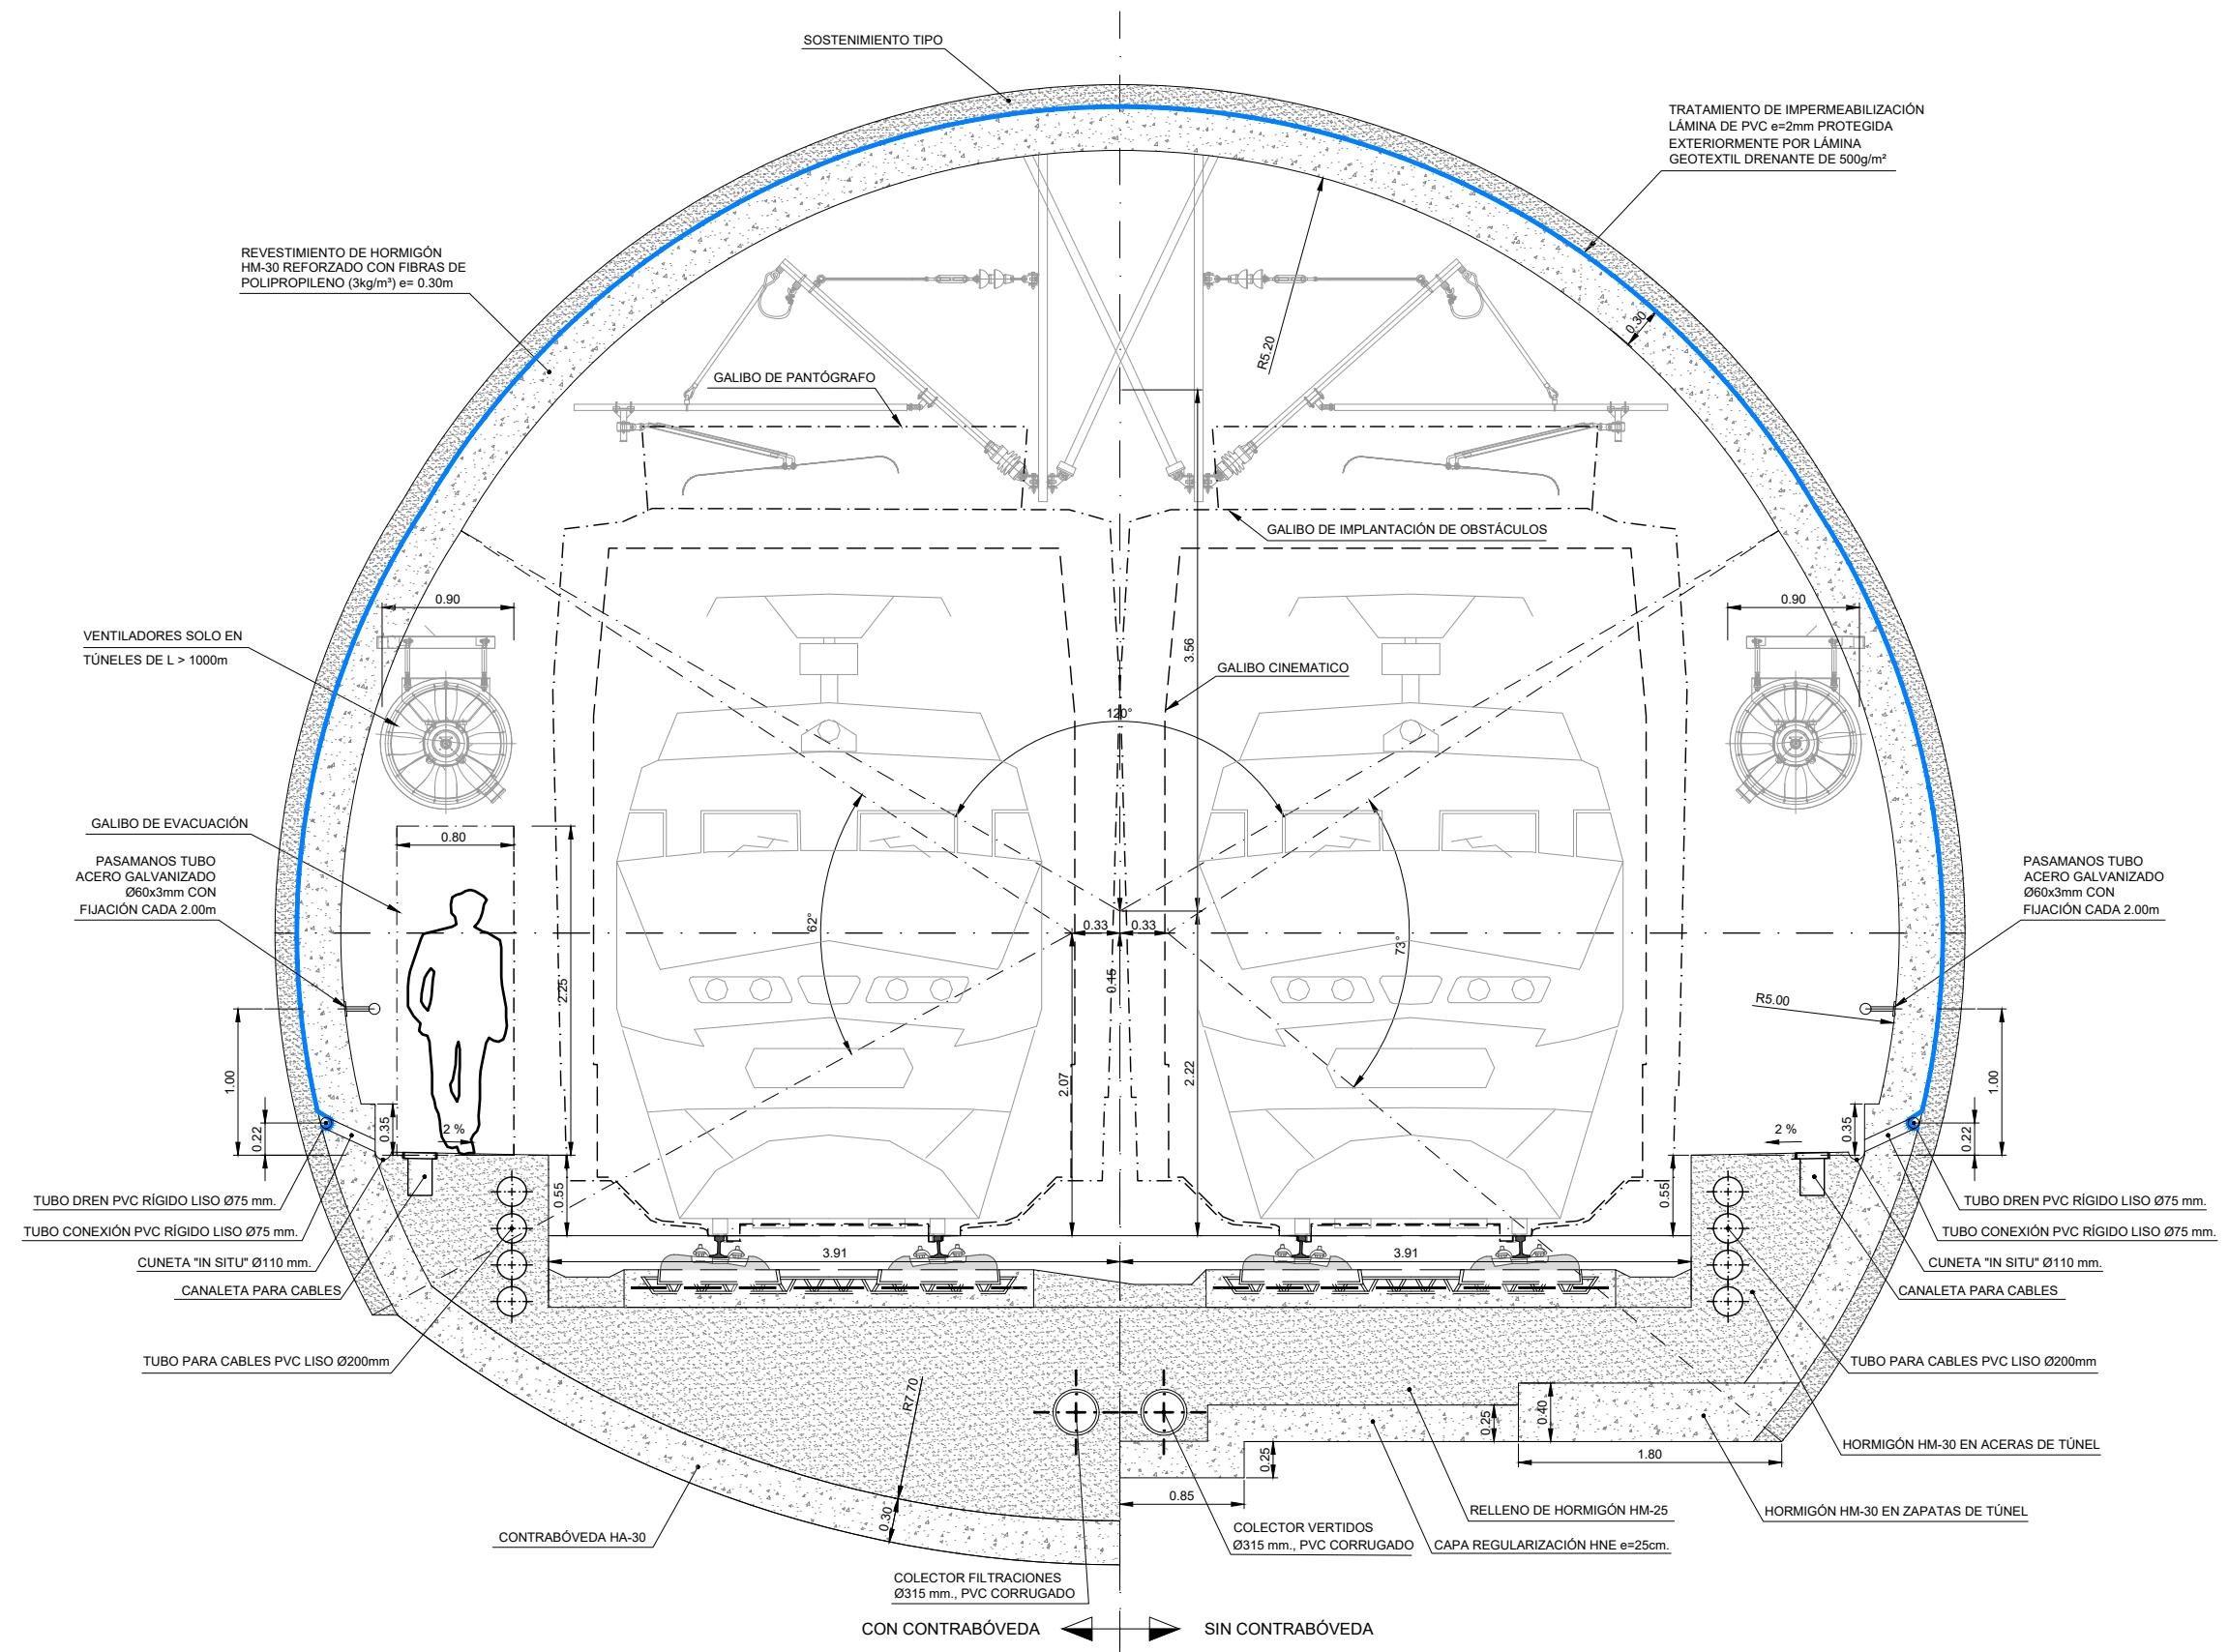 SOSTENIMIENTO TIPO
TRATAMIENTO DE IMPERMEABILIZACIÓN
LÁMINA DE PVC e=2mm PROTEGIDA
EXTERIORMENTE POR LÁMINA
GEOTEXTIL DRENANTE DE 500g/m²
REVESTIMIENTO DE HORMIGÓN
HM-30 REFORZADO CON FIBRAS DE
POLIPROPILENO (3kg/m³) e= 0.30m
0.30
R5.20
GALIBO DE PANTÓGRAFO
GALIBO DE IMPLANTACIÓN DE OBSTÁCULOS
0.90
0.90
VENTILADORES SOLO EN
TÚNELES DE L > 1000m
3.56
GALIBO CINEMATICO
120°
GALIBO DE EVACUACIÓN
0.80
PASAMANOS TUBO
ACERO GALVANIZADO
Ø60x3mm CON
FIJACIÓN CADA 2.00m
PASAMANOS TUBO
ACERO GALVANIZADO
Ø60x3mm CON
FIJACIÓN CADA 2.00m
62°
0.33
0.33
73°
2.25
0.45
R5.00
1.00
2.07
2.22
1.00
0.22
0.35
2 %
2 %
0.35
0.22
0.55
0.55
TUBO DREN PVC RÍGIDO LISO Ø75 mm.
TUBO DREN PVC RÍGIDO LISO Ø75 mm.
TUBO CONEXIÓN PVC RÍGIDO LISO Ø75 mm.
TUBO CONEXIÓN PVC RÍGIDO LISO Ø75 mm.
3.91
3.91
CUNETA "IN SITU" Ø110 mm.
CUNETA "IN SITU" Ø110 mm.
CANALETA PARA CABLES
CANALETA PARA CABLES
TUBO PARA CABLES PVC LISO Ø200mm
TUBO PARA CABLES PVC LISO Ø200mm
R7.70
0.25
0.40
HORMIGÓN HM-30 EN ACERAS DE TÚNEL
0.25
1.80
0.85
0.30
RELLENO DE HORMIGÓN HM-25
HORMIGÓN HM-30 EN ZAPATAS DE TÚNEL
CONTRABÓVEDA HA-30
COLECTOR VERTIDOS
Ø315 mm., PVC CORRUGADO
CAPA REGULARIZACIÓN HNE e=25cm.
COLECTOR FILTRACIONES
Ø315 mm., PVC CORRUGADO
CON CONTRABÓVEDA
SIN CONTRABÓVEDA